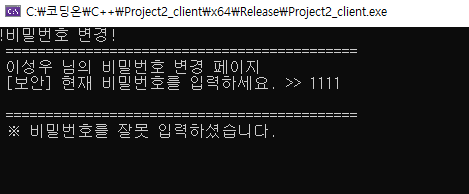 C:\코딩온\C++\Project2_client\x64\Release\Project2_client.exe
!비밀번호 변경!
===========================================
이성우 님의 비밀번호 변경 페이지
[보안] 현재 비밀번호를 입력하세요. >> 1111
===========================================
※ 비밀번호를 잘못 입력하셨습니다.